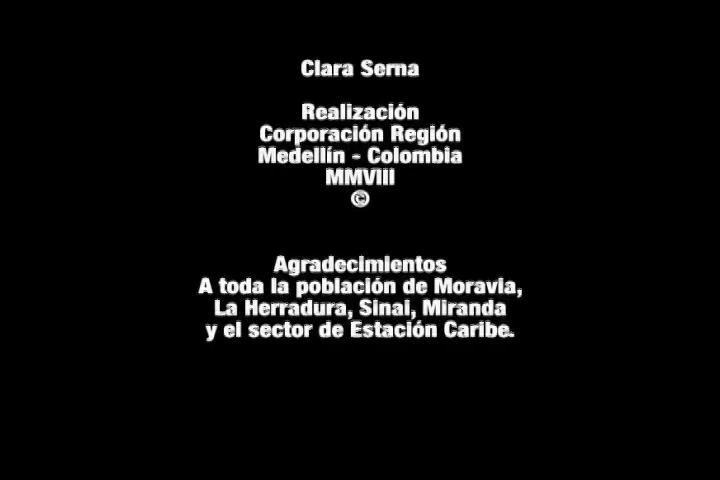 Clara Serna
Realización
Corporación Región
Medellín - Colombia
MMVIII
©
Agradecimientos
A toda la población de Moravia,
La Herradura, Sinai, Miranda
y el sector de Estación Caribe.